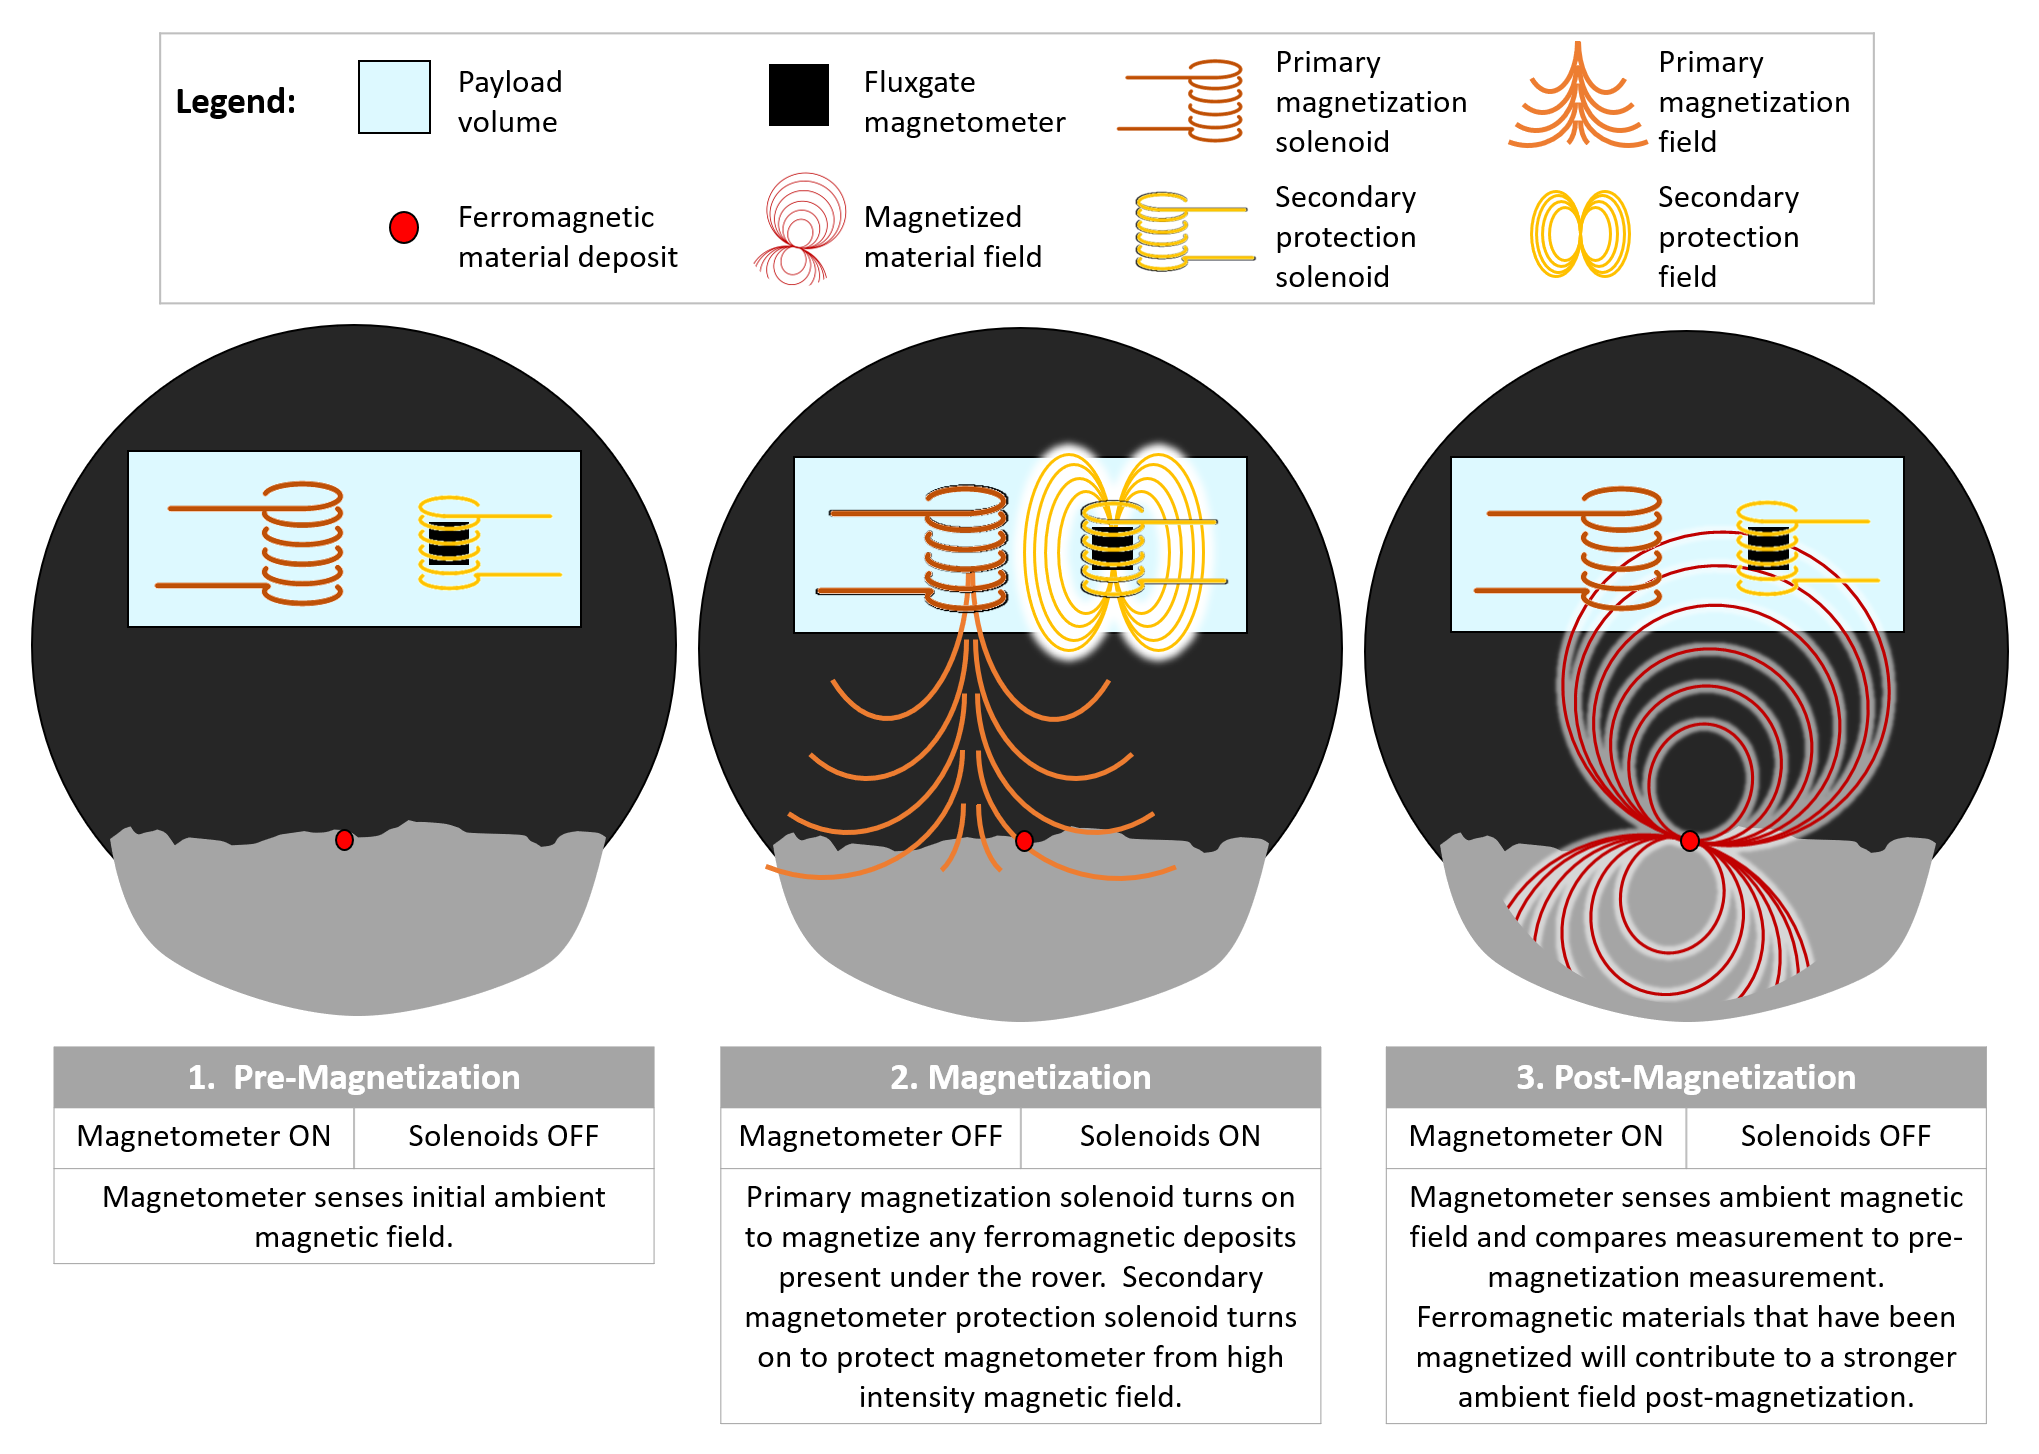 Legend:
Payload
volume
Fluxgate
magnetometer
Primary
magnetization
solenoid
Primary
magnetization
field
Ferromagnetic
material deposit
Magnetized
material field
Secondary
protection
solenoid
Secondary
protection
field
1. Pre-Magnetization
Magnetometer ON
Solenoids OFF
Magnetometer senses initial ambient
magnetic field.
2. Magnetization
Magnetometer OFF
Solenoids ON
Primary magnetization solenoid turns on
to magnetize any ferromagnetic deposits
present under the rover. Secondary
magnetometer protection solenoid turns
on to protect magnetometer from high
intensity magnetic field.
3. Post-Magnetization
Magnetometer ON
Solenoids OFF
Magnetometer senses ambient magnetic
field and compares measurement to pre-
magnetization measurement.
Ferromagnetic materials that have been
magnetized will contribute to a stronger
ambient field post-magnetization.